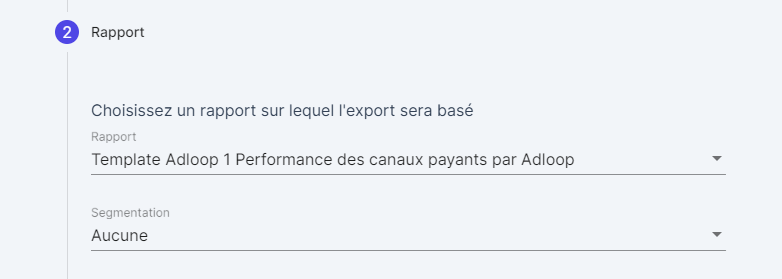 2 Rapport
Choisissez un rapport sur lequel l'export sera basé
Rapport
Template Adloop 1 Performance des canaux payants par Adloop
Segmentation
Aucune